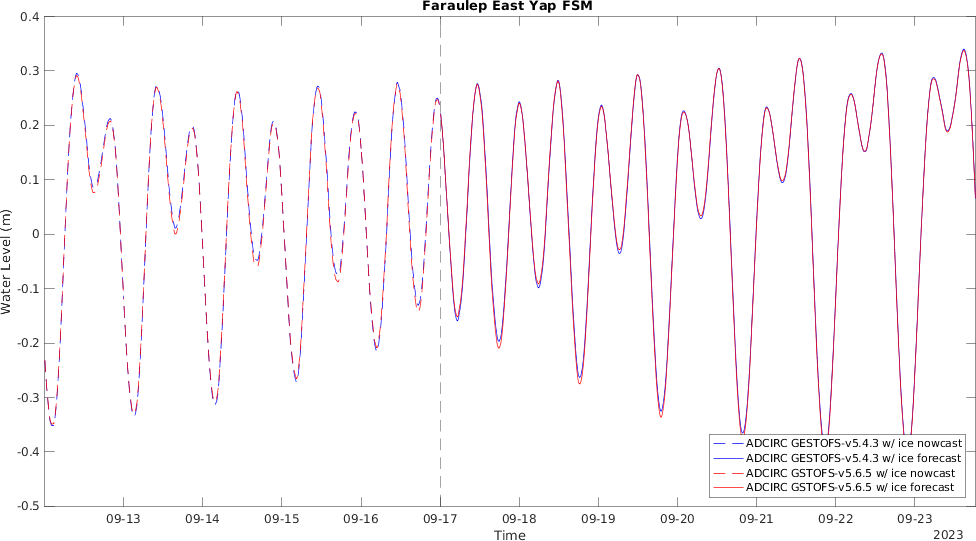 Faraulep East Yap FSM
0.4
0.3
0.2
0.1
0
-0.1
-0.2
-0.3
-0.4
-0.5
Water Level (m)
ADCIRC GESTOFS-v5.4.3 w/ ice nowcast
ADCIRC GESTOFS-v5.4.3 w/ ice forecast
ADCIRC GSTOFS-v5.6.5 w/ ice nowcast
ADCIRC GSTOFS-v5.6.5 w/ ice forecast
09-13 09-14 09-15 09-16 09-17 09-18 09-19 09-20 09-21 09-22 09-23
Time
2023